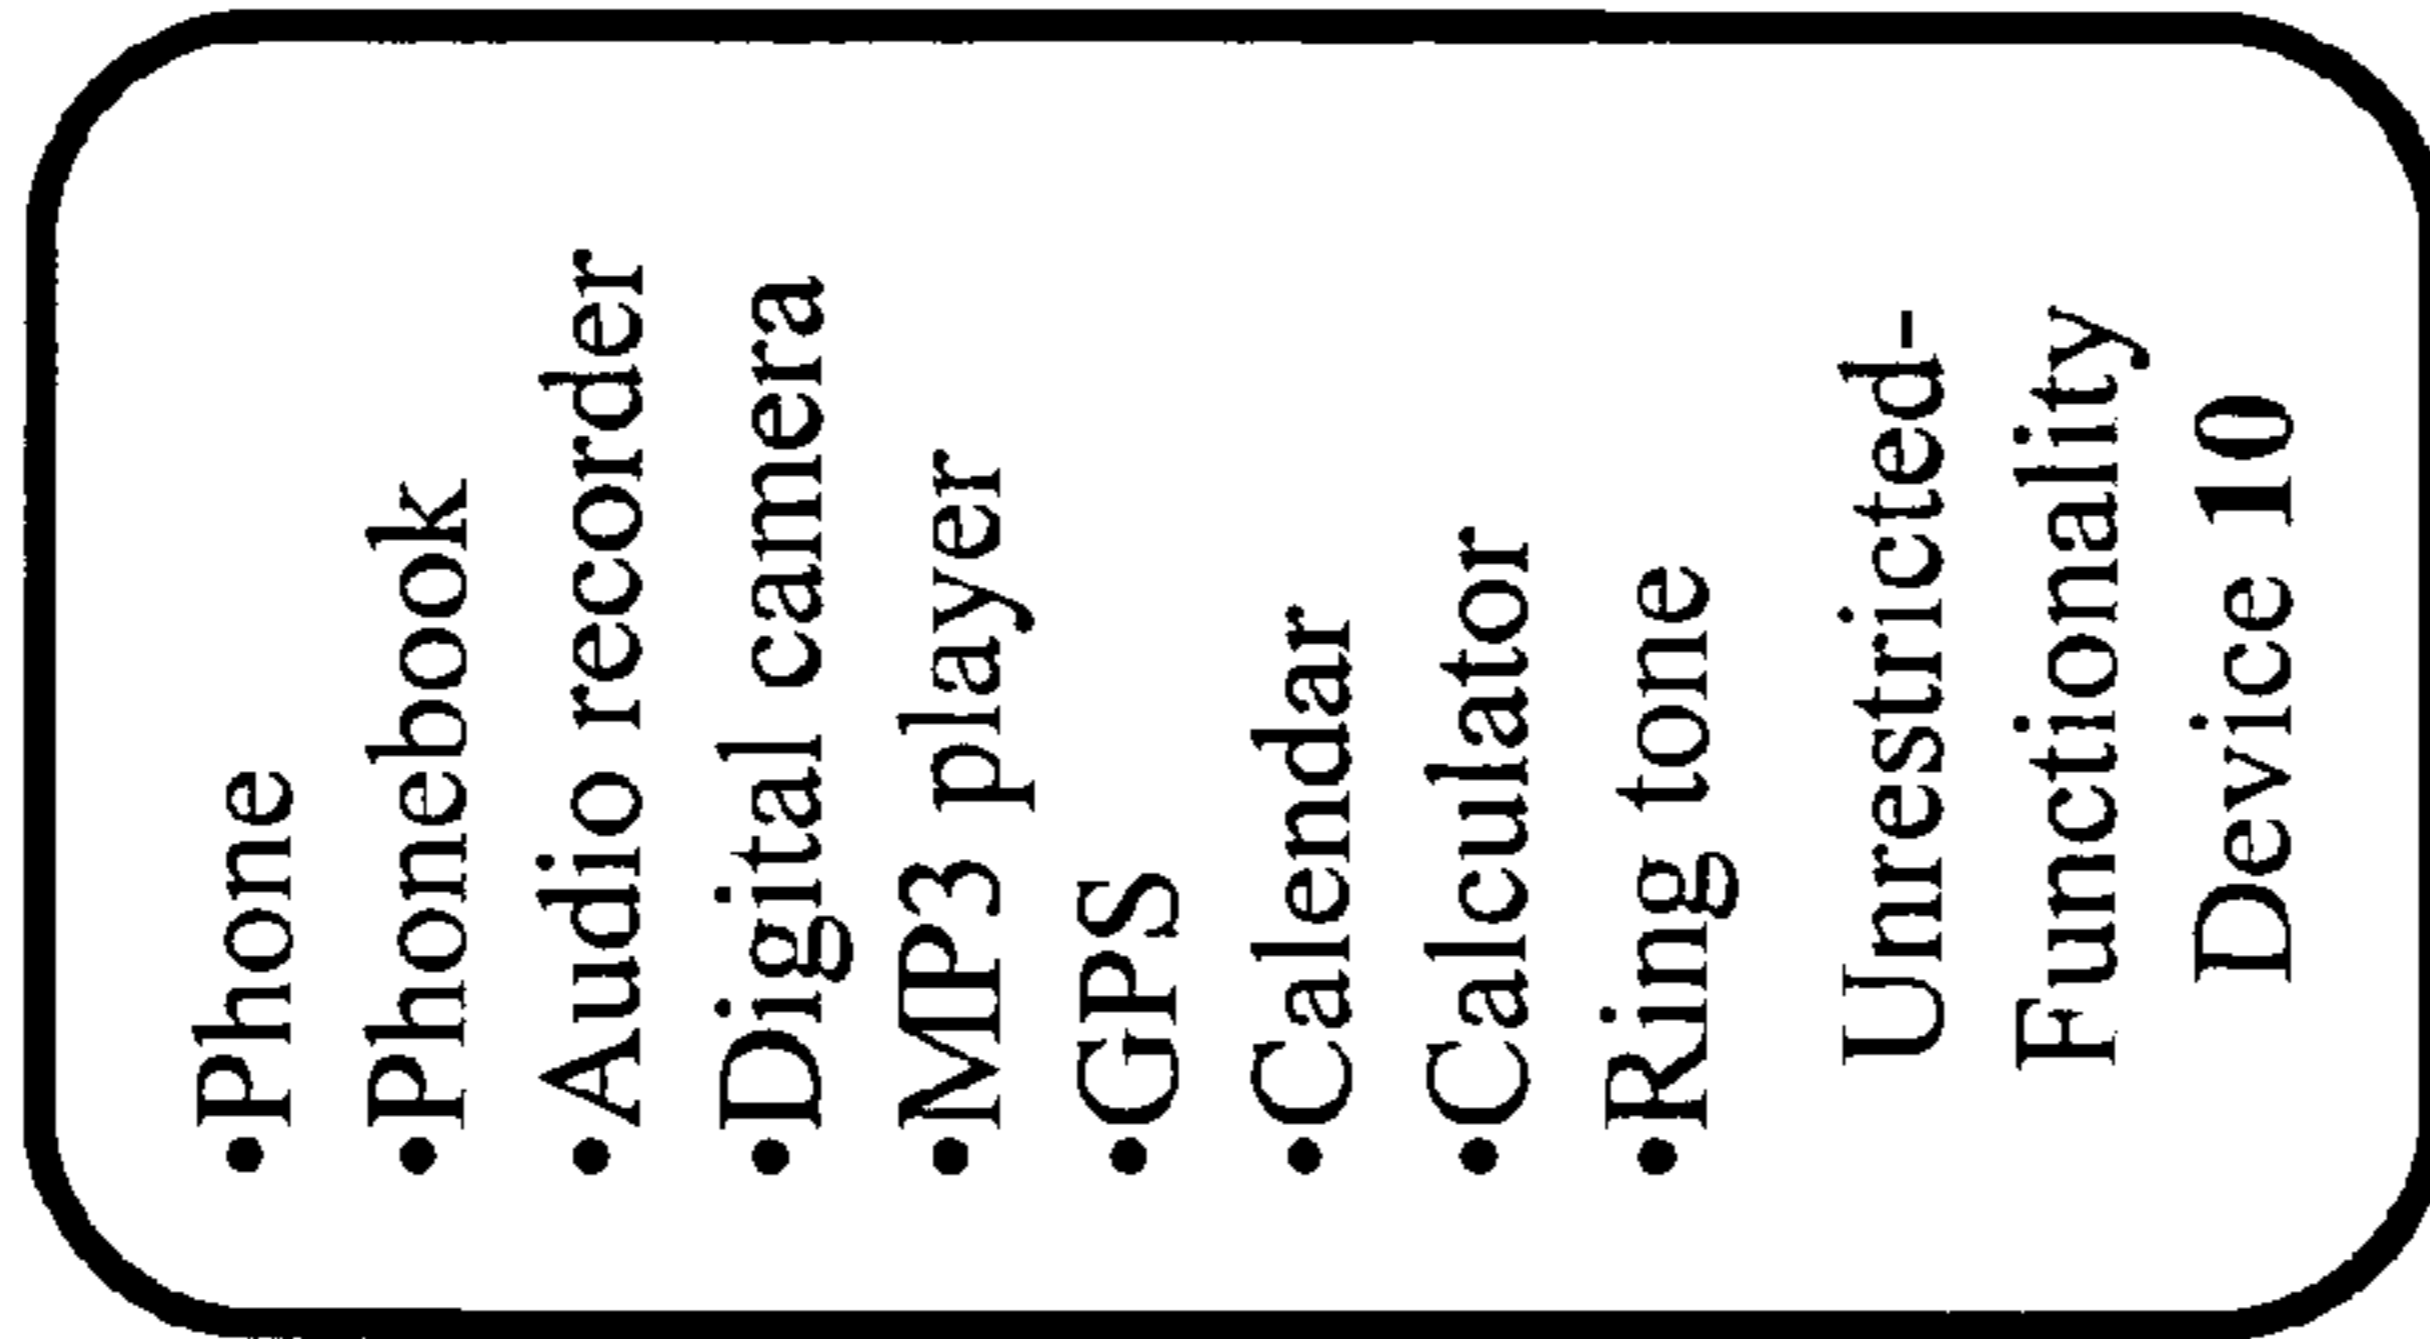 •Phone
•Phonebook
•Audio recorder
•Digital camera
•MP3 player
•GPS
•Calendar
•Calculator
•Ring tone
Unrestricted-
Functionality
Device 10